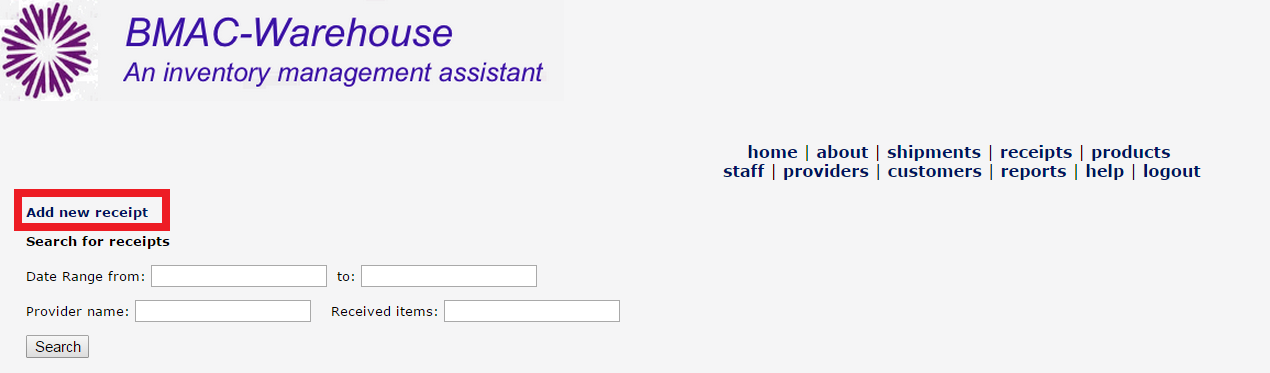 BMAC-Warehouse
An inventory management assistant
home | about | shipments | receipts | products
staff | providers | customers | reports | help | logout
Add new receipt
Search for receipts
Date Range from: to:
Provider name: Received items:
Search